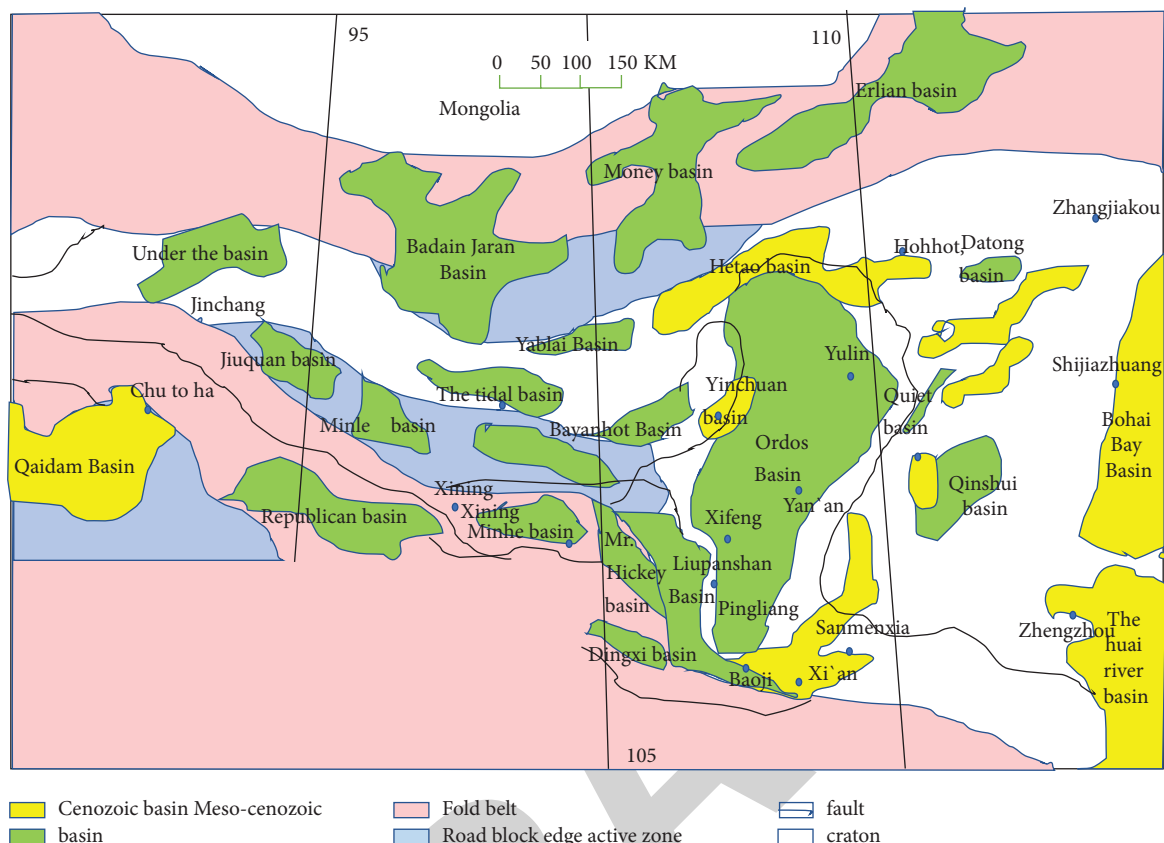 95
110
0 50 100 150 KM
Mongolia
Erlian basin
Money basin
Zhangjiakou
Under the basin
Badain Jaran
Basin
Hetao basin
Hohhot,
Datong
basin
Jinchang
Jiuquan basin
Yablai Basin
Yulin
Shijiazhuang
Chu to ha
The tidal basin
Yinchuan
basin
Quiet
basin
Minle basin
Bayanhot Basin
Bohai
Bay
Basin
Qaidam Basin
Ordos
Basin
Qinshui
basin
Xining
Yan`an
Republican basin
Xining
Minhe basin
Xifeng
Mr.
Hickey
basin
Liupanshan
Basin
Pingliang
Sanmenxia
Zhengzhou
The
huai
river
basin
Dingxi basin
Baoji
Xi`an
105
Cenozoic basin Meso-cenozoic
basin
Fold belt
Road block edge active zone
fault
craton